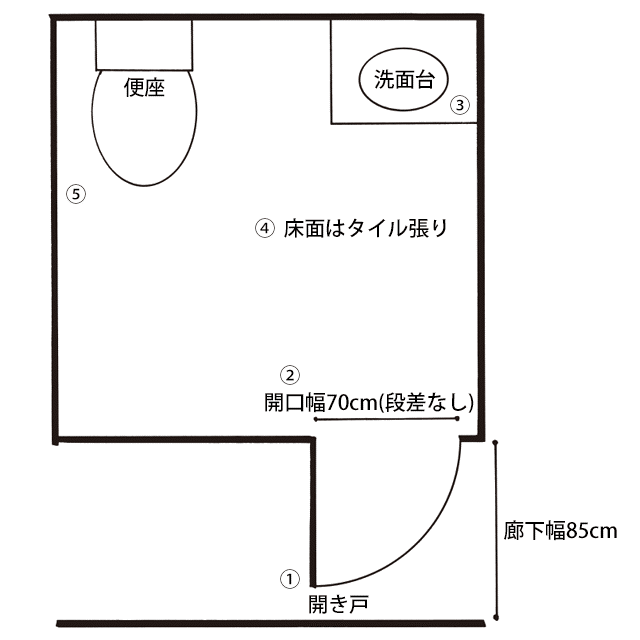 便座
洗面台
③
⑤
④ 床面はタイル張り
②
開口幅70cm(段差なし)
廊下幅85cm
①
開き戸